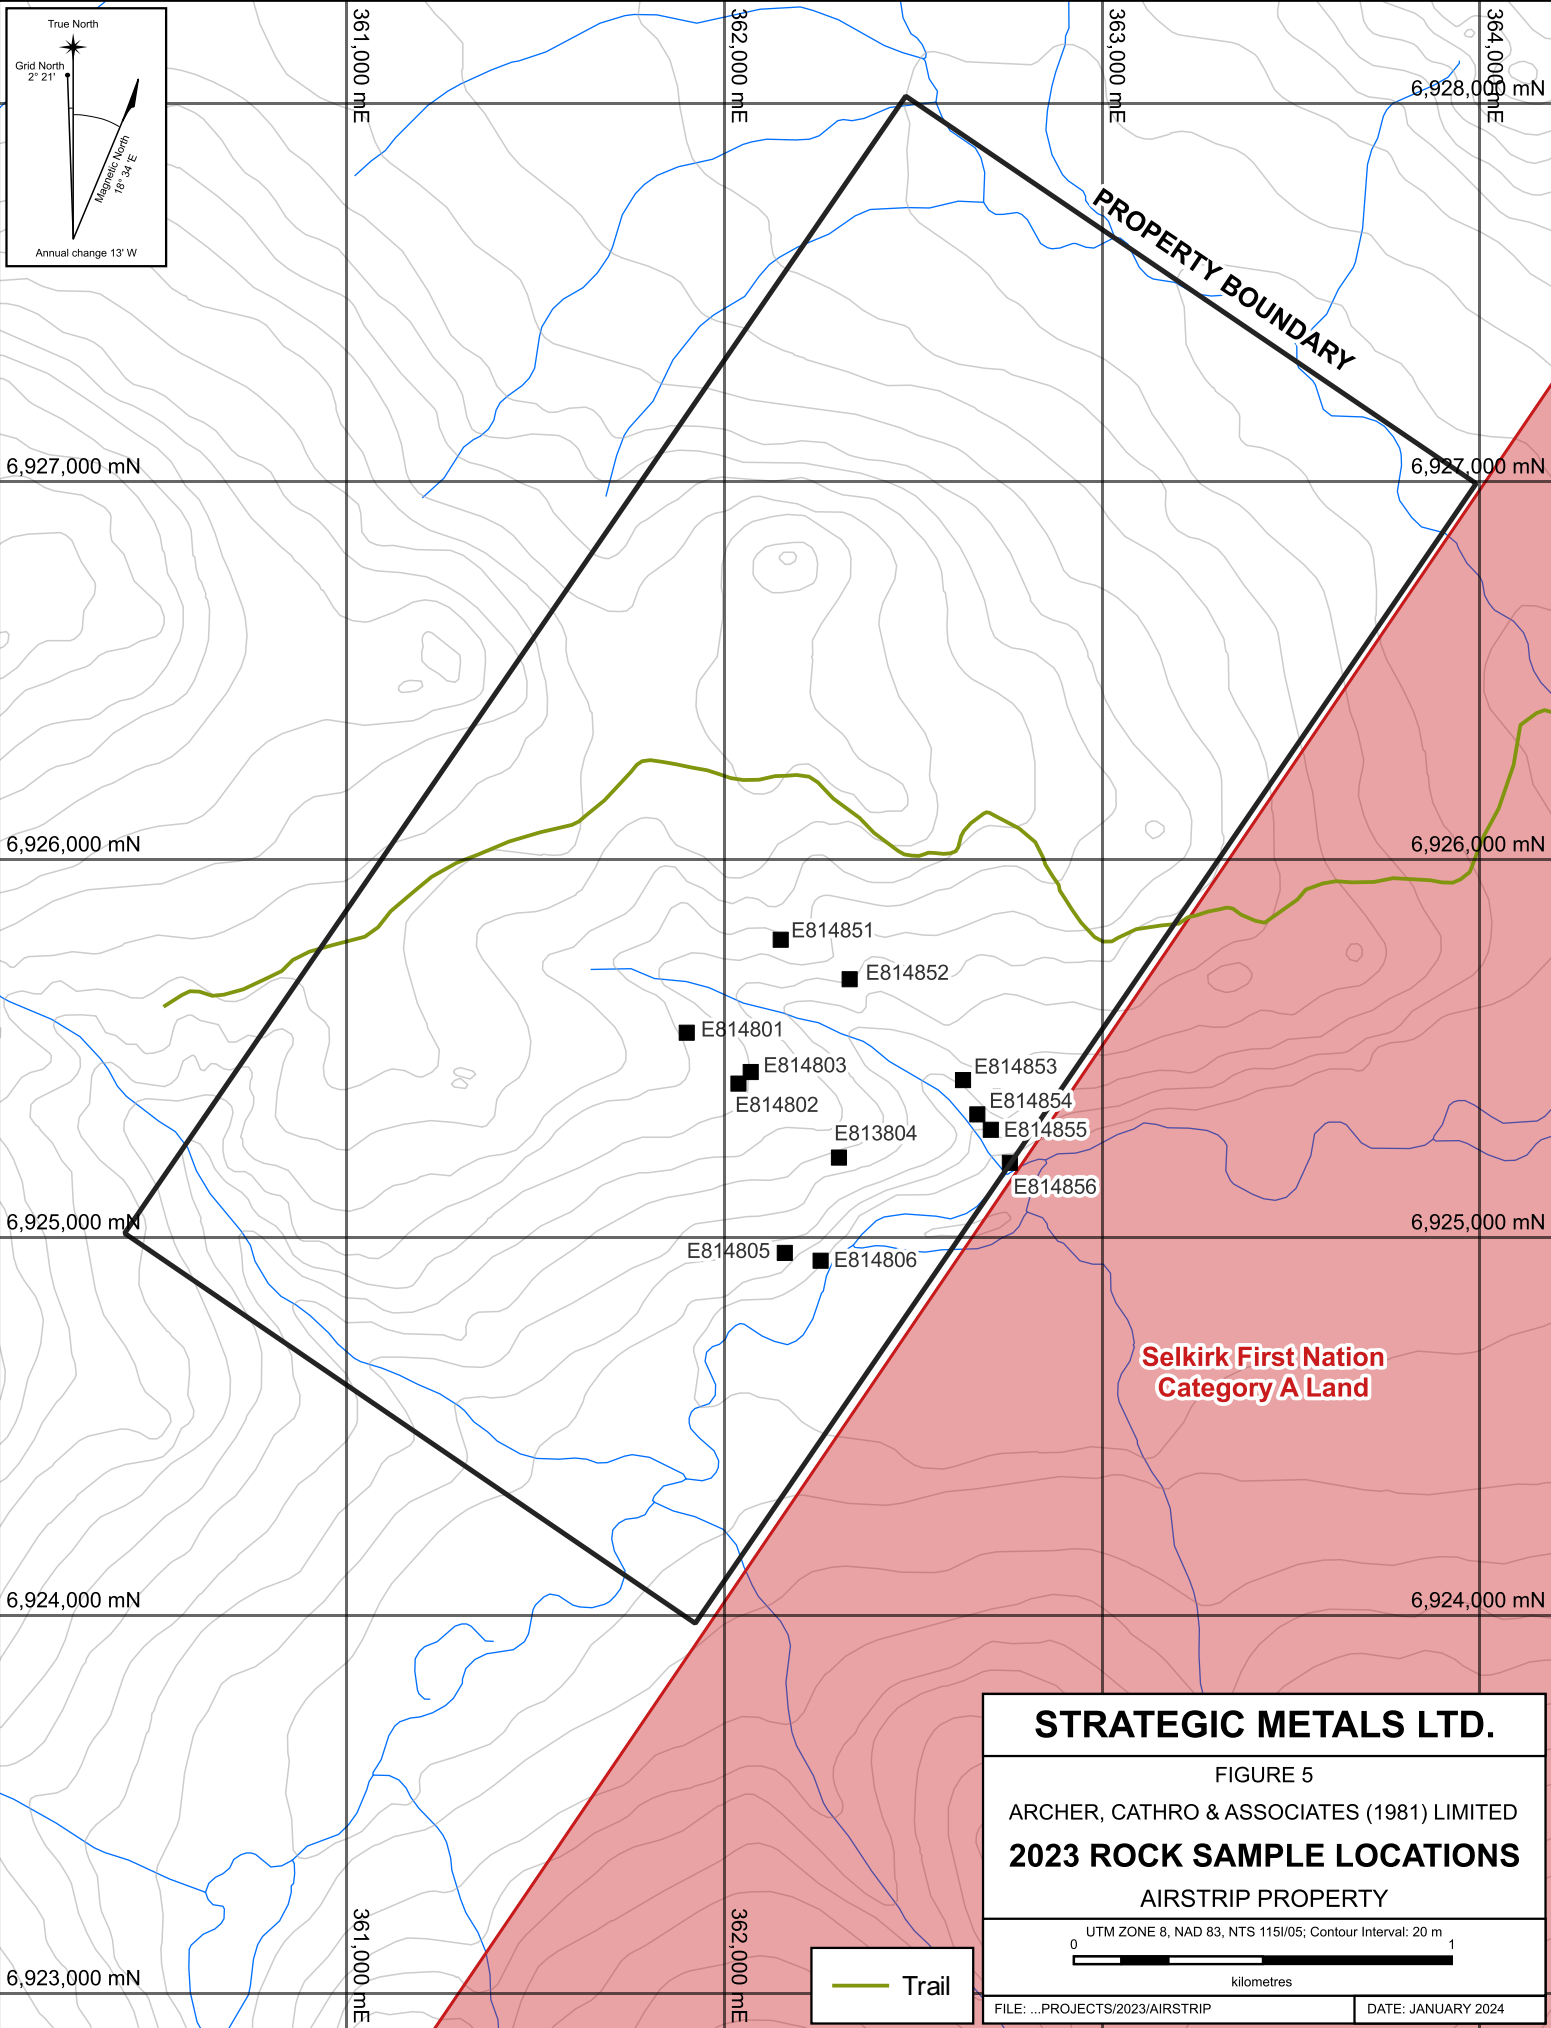 True North
Grid North
2° 21'
Magnetic North
18° 34 'E
Annual change 13' W
361,000 mE
362,000 mE
363,000 mE
364,000 mE
6,928,000 mN
PROPERTY BOUNDARY
6,927,000 mN
6,927,000 mN
6,926,000 mN
6,926,000 mN
E814851
E814852
E814801
E814803
E814802
E814853
E814854
E814855
E813804
E814856
6,925,000 mN
6,925,000 mN
E814805
E814806
Selkirk First Nation
Category A Land
6,924,000 mN
6,924,000 mN
361,000 mE
362,000 mE
6,923,000 mN
Trail
STRATEGIC METALS LTD.
FIGURE 5
ARCHER, CATHRO & ASSOCIATES (1981) LIMITED
2023 ROCK SAMPLE LOCATIONS
AIRSTRIP PROPERTY
UTM ZONE 8, NAD 83, NTS 115I/05; Contour Interval: 20 m
0 1
kilometres
FILE: ...PROJECTS/2023/AIRSTRIP
DATE: JANUARY 2024